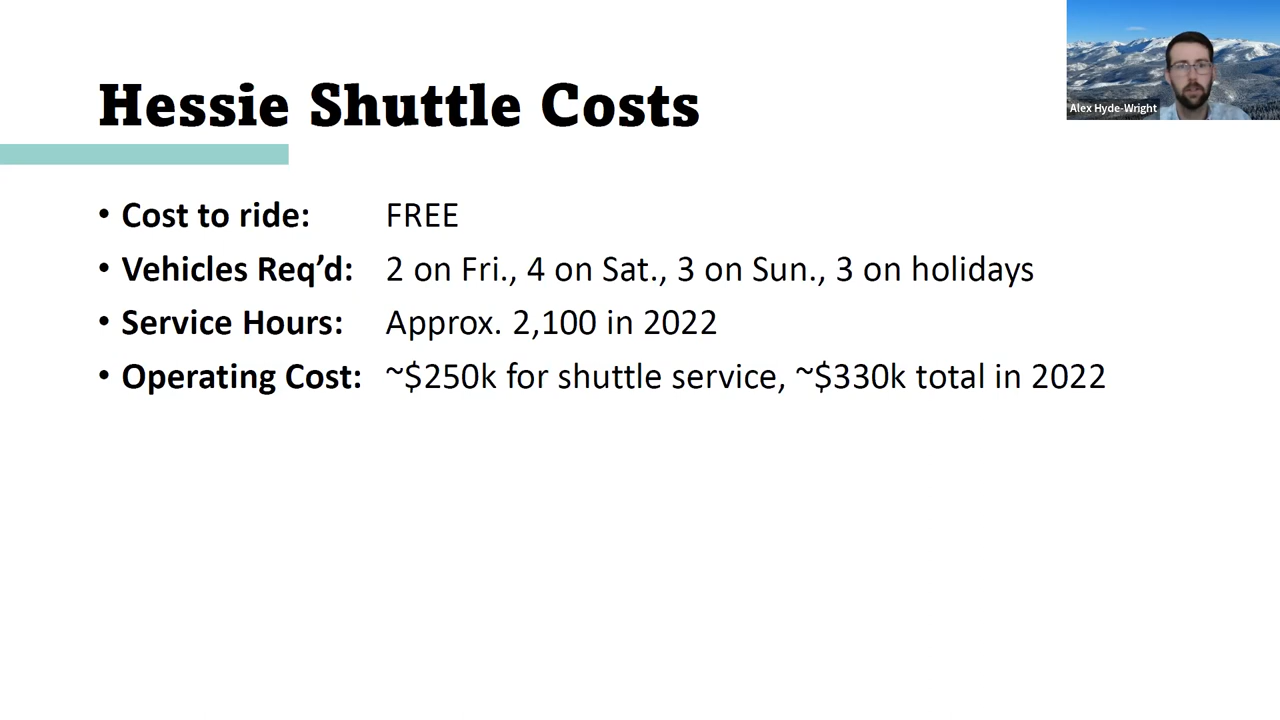 Hessie Shuttle Costs
Alex Hyde-Wright
• Cost to ride: FREE
• Vehicles Req’d: 2 on Fri., 4 on Sat., 3 on Sun., 3 on holidays
• Service Hours: Approx. 2,100 in 2022
• Operating Cost: ~$250k for shuttle service, ~$330k total in 2022